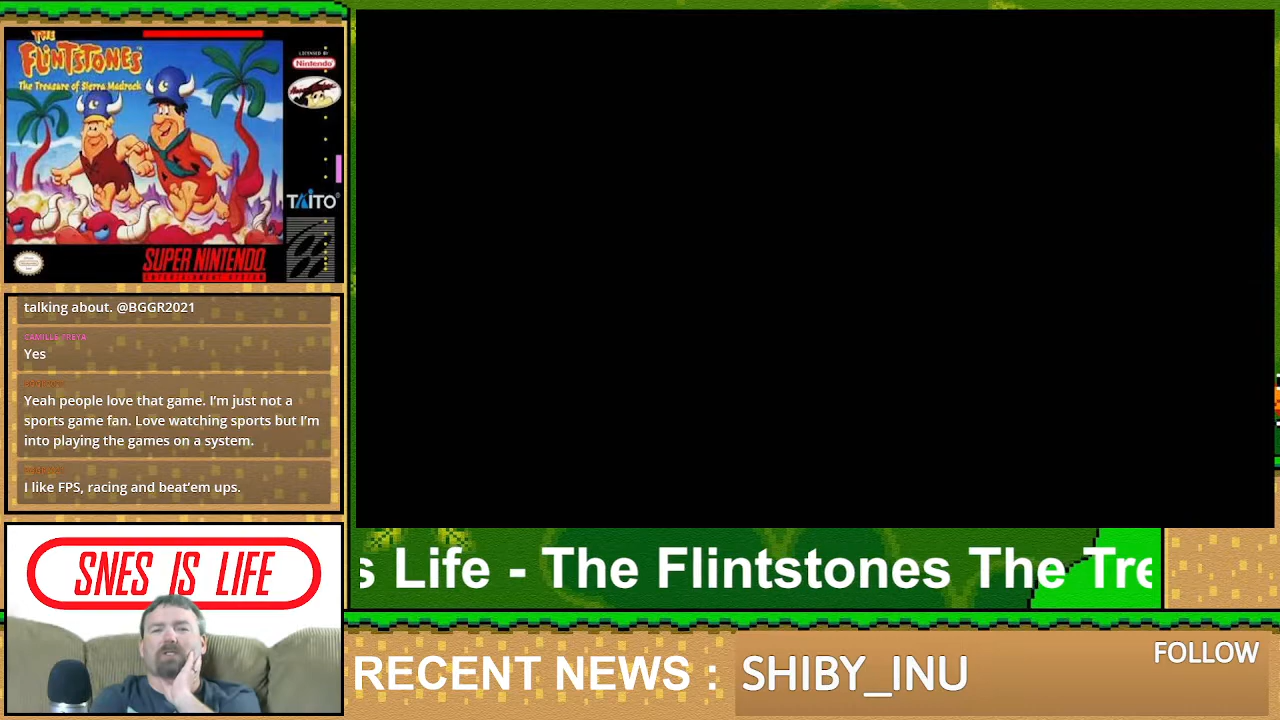 THE
FLINTSTONES
The Treasure of Sierra Madrock
LICENSED BY
Nintendo
TAITO
SUPER NINTENDO
ENTERTAINMENT SYSTEM
talking about. @BGGR2021
CAMILLE TREYA
Yes
Yeah people love that game. I’m just not a
sports game fan. Love watching sports but I’m
into playing the games on a system.
I like FPS, racing and beat’em ups.
SNES IS LIFE
s Life - The Flintstones The Tre
RECENT NEWS :
SHIBY_INU
FOLLOW